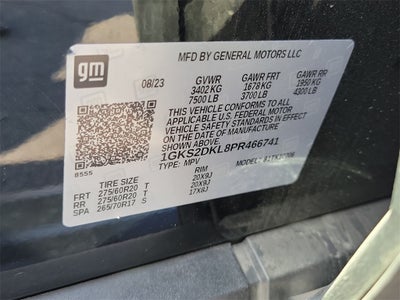 gm
MFD BY GENERAL MOTORS LLC
08/23 GVWR GAWR FRT GAWR RR
3402 KG 1678 KG 1950 KG
7500 LB 3700 LB 4300 LB
THIS VEHICLE CONFORMS TO ALL
APPLICABLE U.S. FEDERAL MOTOR
VEHICLE SAFETY STANDARDS IN EFFECT
ON THE DATE OF MANUFACTURE
SHOWN ABOVE.
1GKS2DKL8PR466741
8555
TYPE: MPV
TIRE SIZE RIM
FRT 275/60R20 T 20X9J
RR 275/60R20 T 20X9J
SPA 265/70R17 S 17X8J